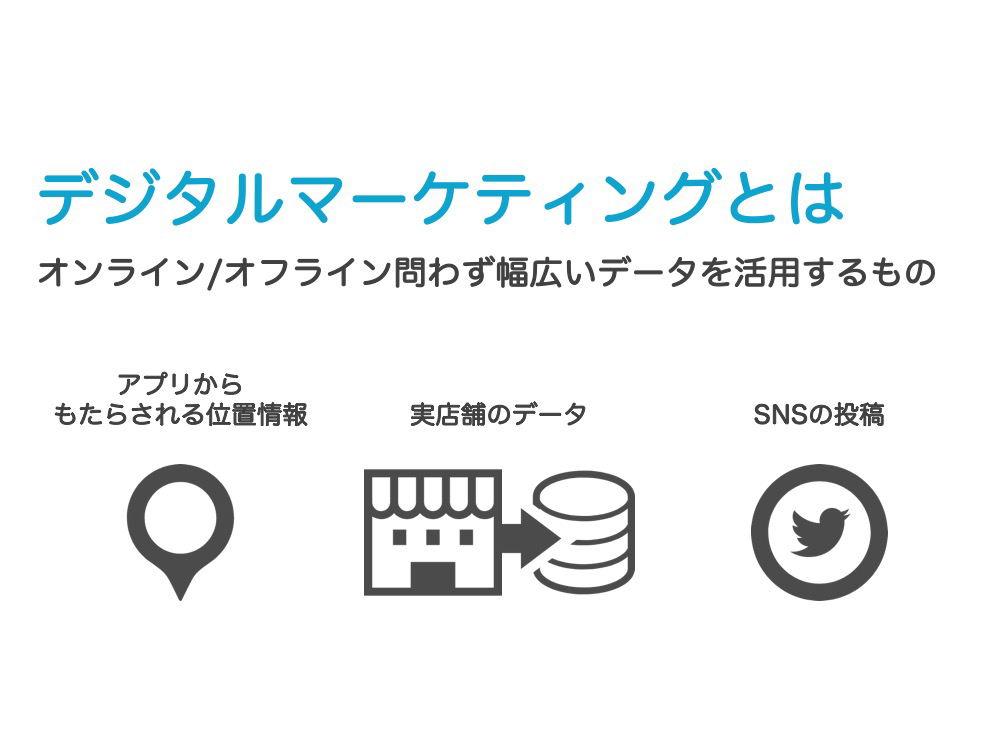 デジタルマーケティングとは
オンライン/オフライン問わず幅広いデータを活用するもの
アプリから
もたらされる位置情報
実店舗のデータ
SNSの投稿